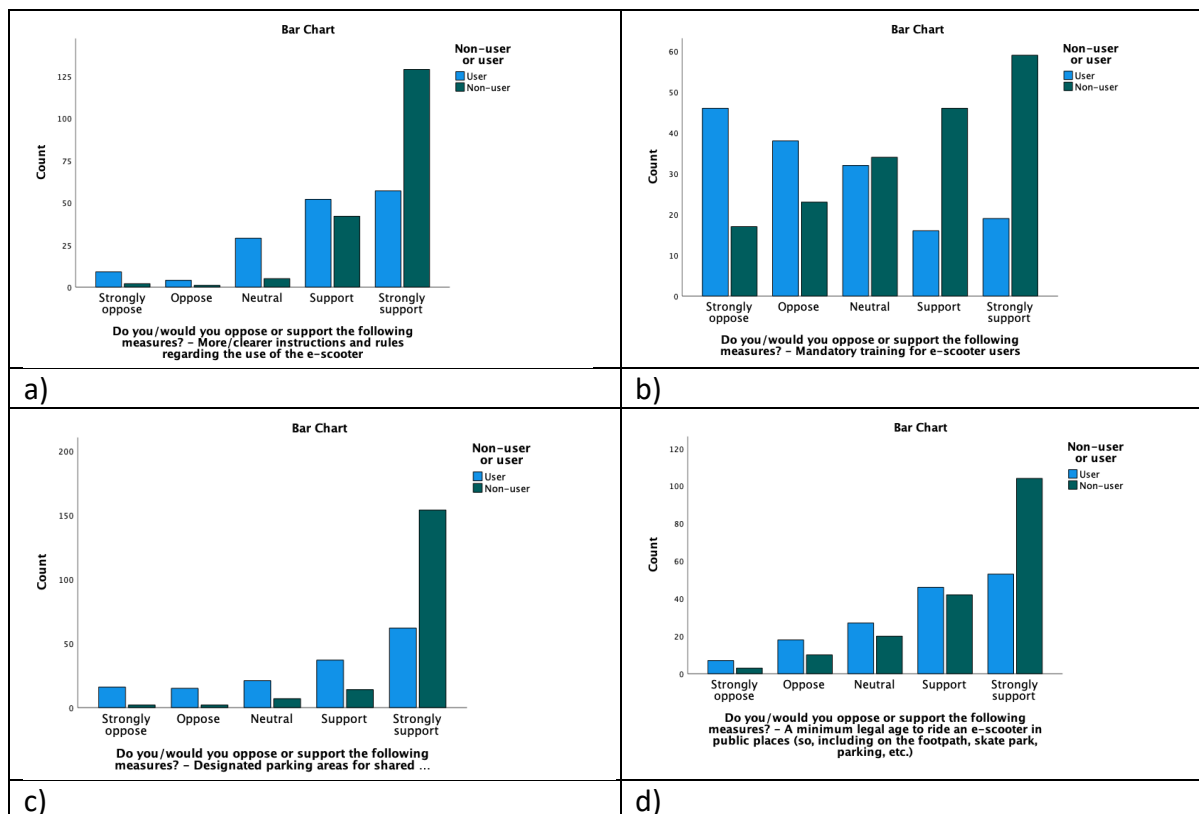 Bar Chart
Non-user
or user
User
Non-user
125
100
75
50
25
0
Count
Strongly
oppose
Oppose
Neutral
Support
Strongly
support
Do you/would you oppose or support the following
measures? – More/clearer instructions and rules
regarding the use of the e-scooter
a)
Bar Chart
Non-user
or user
User
Non-user
60
50
40
30
20
10
0
Count
Strongly
oppose
Oppose
Neutral
Support
Strongly
support
Do you/would you oppose or support the following
measures? – Mandatory training for e-scooter users
b)
Bar Chart
Non-user
or user
User
Non-user
200
150
100
50
0
Count
Strongly
oppose
Oppose
Neutral
Support
Strongly
support
Do you/would you oppose or support the following
measures? – Designated parking areas for shared ...
c)
Bar Chart
Non-user
or user
User
Non-user
120
100
80
60
40
20
0
Count
Strongly
oppose
Oppose
Neutral
Support
Strongly
support
Do you/would you oppose or support the following
measures? – A minimum legal age to ride an e-scooter in
public places (so, including on the footpath, skate park,
parking, etc.)
d)